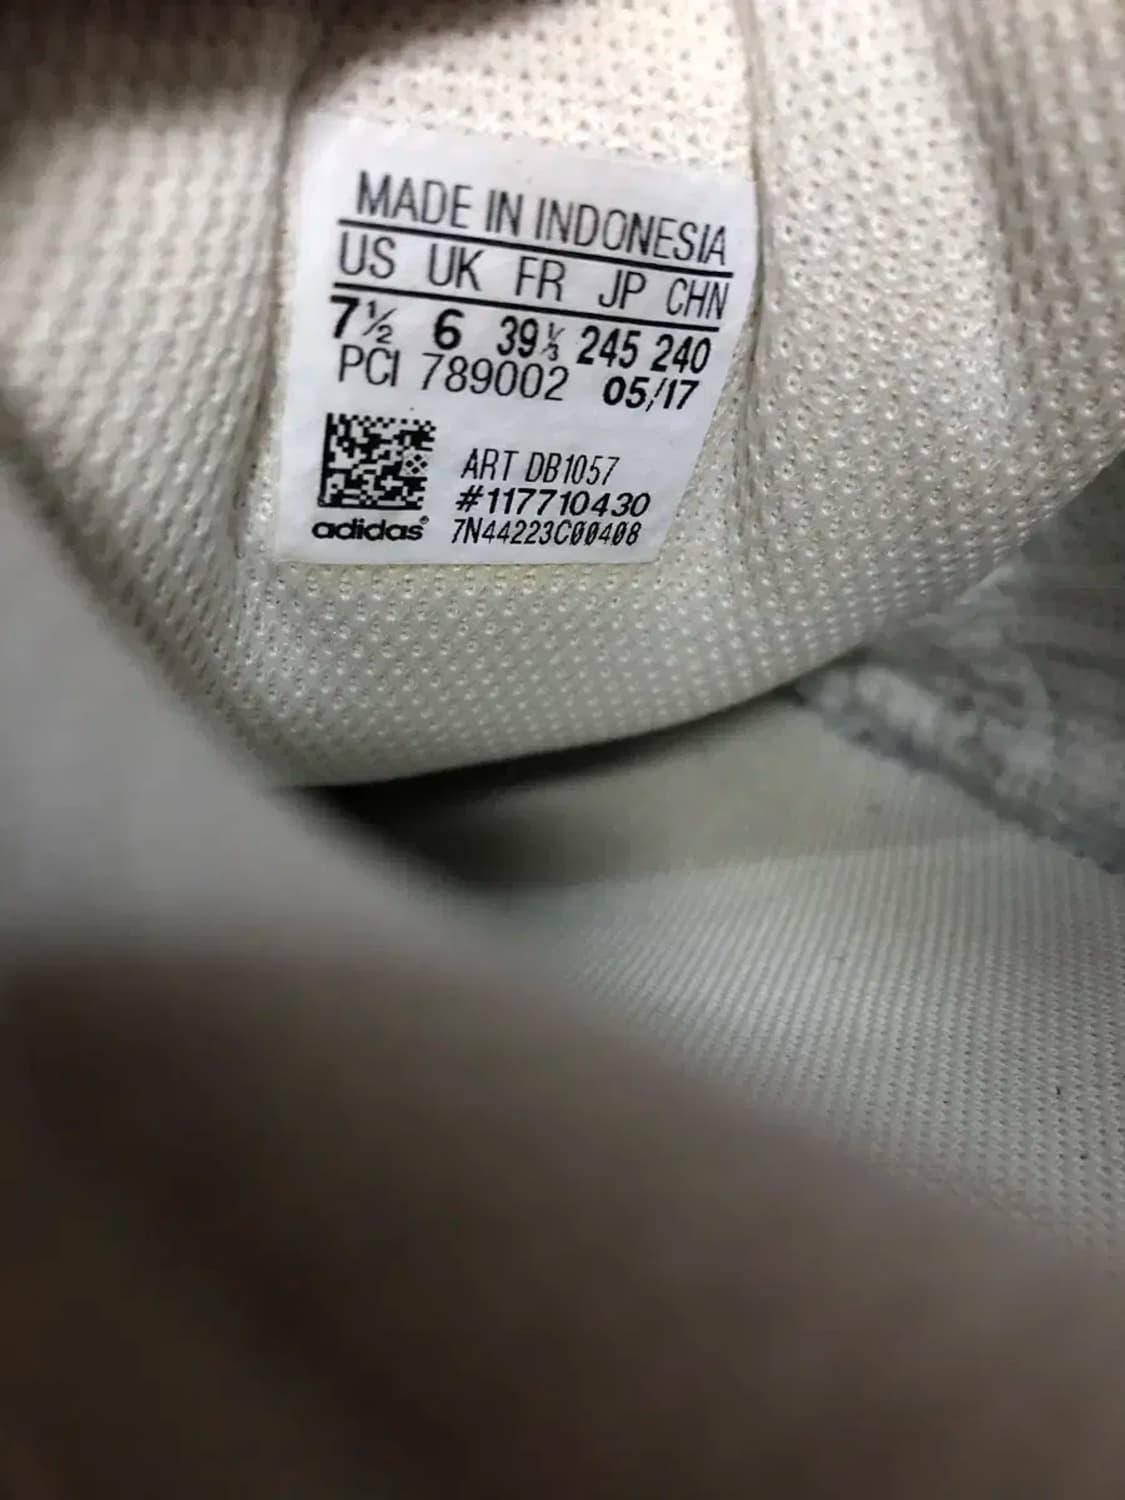 MADE IN INDONESIA
US UK FR JP CHN
7½ 6 39⅓ 245 240
PCI 789002 05/17
ART DB1057
#117710430
adidas® 7N44223C00408